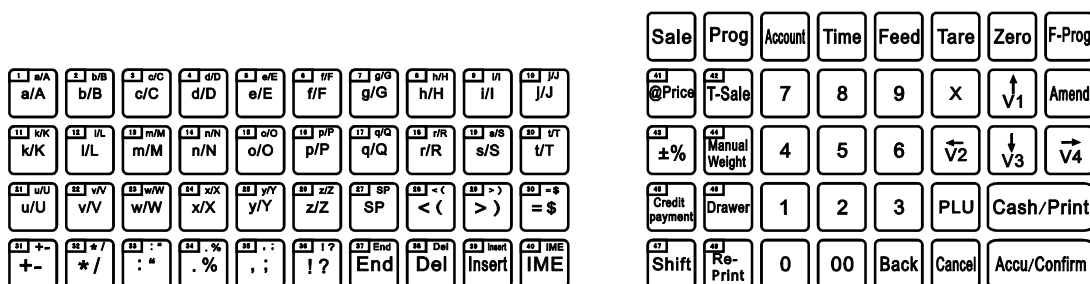 Sale Prog Account Time Feed Tare Zero F-Prog
1 a/A 2 b/B 3 c/C 4 d/D 5 e/E 6 f/F 7 g/G 8 h/H 9 i/I 10 j/J 41 42
a/A b/B c/C d/D e/E f/F g/G h/H i/I j/J @Price T-Sale 7 8 9 X V1 Amend
11 k/K 12 l/L 13 m/M 14 n/N 15 o/O 16 p/P 17 q/Q 18 r/R 19 s/S 20 t/T 43 44
k/K l/L m/M n/N o/O p/P q/Q r/R s/S t/T ±% Manual Weight 4 5 6 V2 V3 V4
21 u/U 22 v/V 23 w/W 24 x/X 25 y/Y 26 z/Z 27 SP 28 < ( 29 > ) 30 = $ 45 46
u/U v/V w/W x/X y/Y z/Z SP < ( > ) = $ Credit payment Drawer 1 2 3 PLU Cash/Print
31 +- 32 * / 33 : “ 34 . % 35 , ; 36 ! ? 37 End 38 Del 39 Insert 40 IME 47 48
+- * / : “ . % , ; ! ? End Del Insert IME Shift Re-Print 0 00 Back Cancel Accu/Confirm